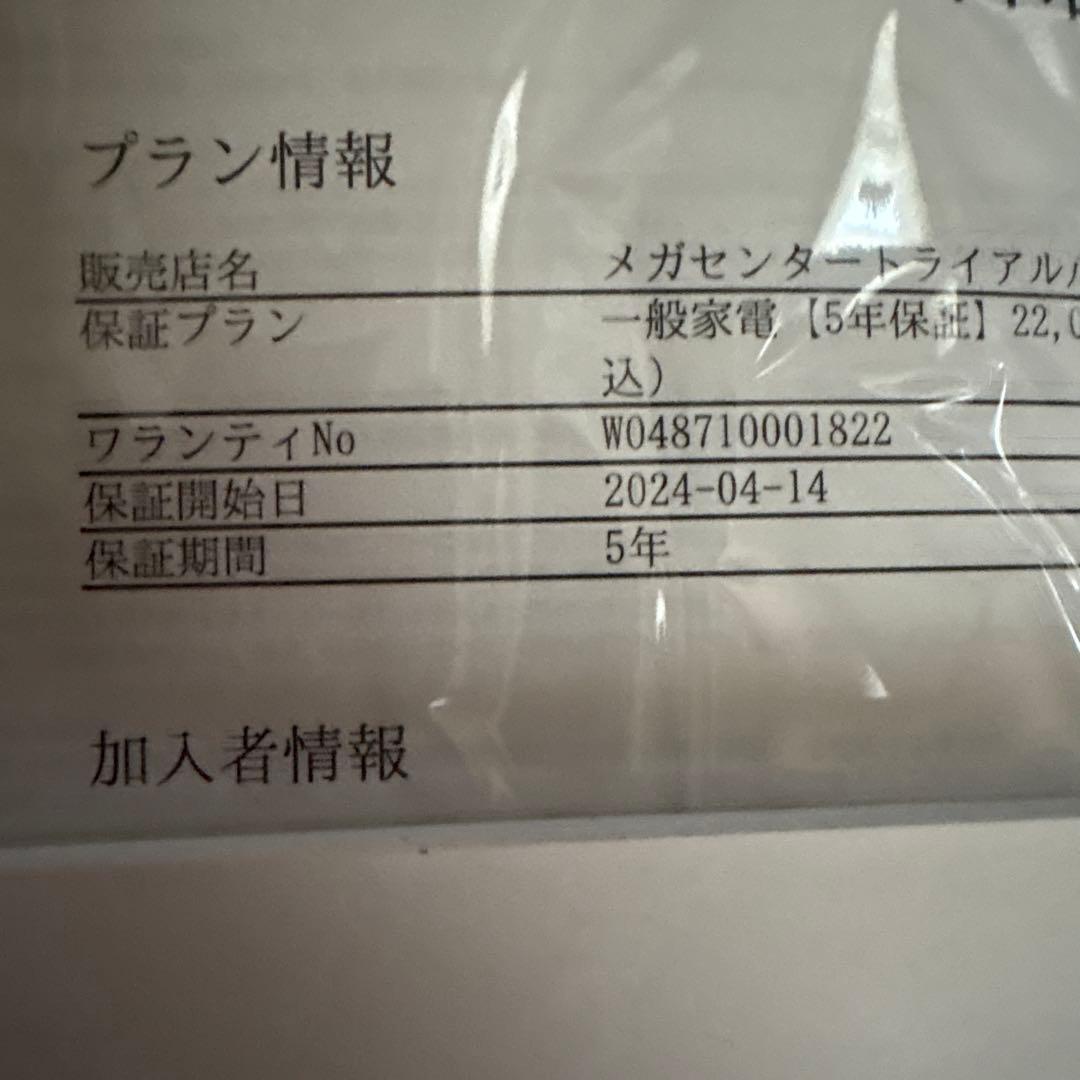 プラン情報
販売店名 メガセンタートライアル
保証プラン 一般家電【5年保証】22,0
込）
ワランティNo W048710001822
保証開始日 2024-04-14
保証期間 5年
加入者情報